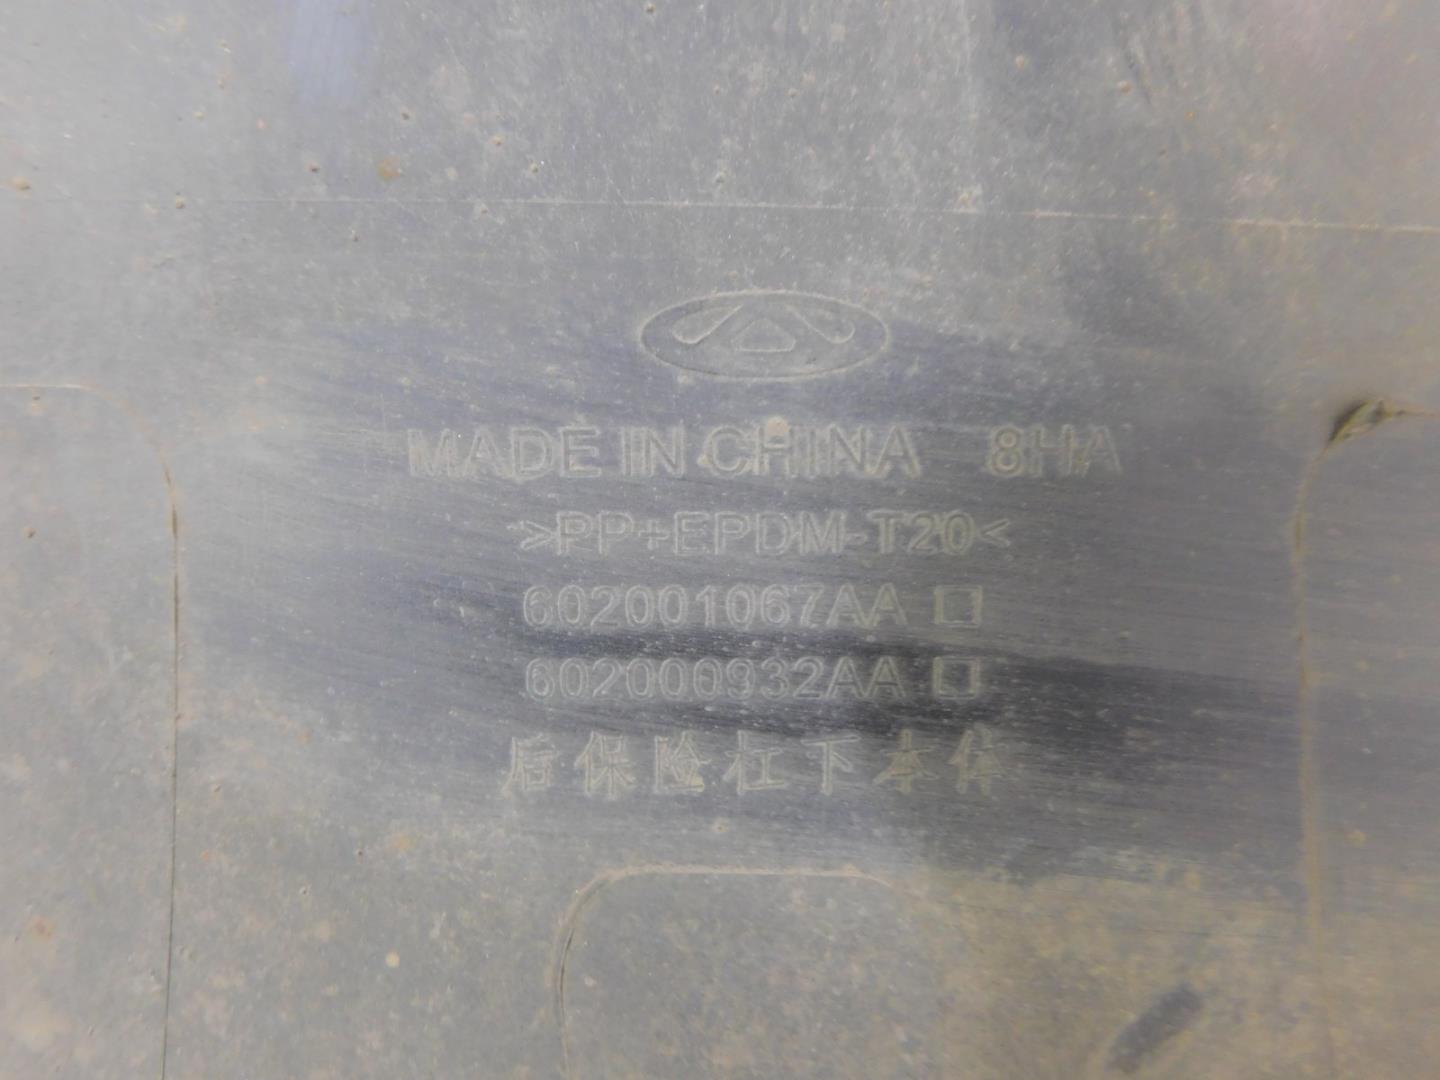 MADE IN CHINA 8HA
>PP+EPDM-T20<
602001067AA □
602000932AA □
后保险杠下本体